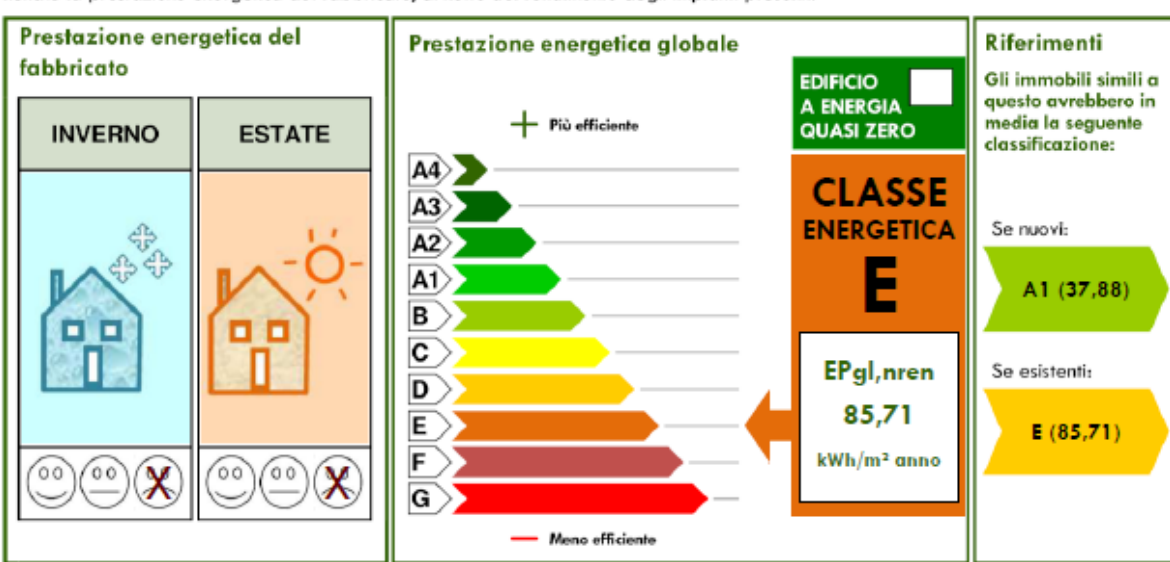 Prestazione energetica del
fabbricato
INVERNO
ESTATE
Prestazione energetica globale
Più efficiente
A4
A3
A2
A1
B
C
D
E
F
G
Meno efficiente
EDIFICIO
A ENERGIA
QUASI ZERO
CLASSE
ENERGETICA
E
EPgl,nren
85,71
kWh/m² anno
Riferimenti
Gli immobili simili a
questo avrebbero in
media la seguente
classificazione:
Se nuovi:
A1 (37,88)
Se esistenti:
E (85,71)